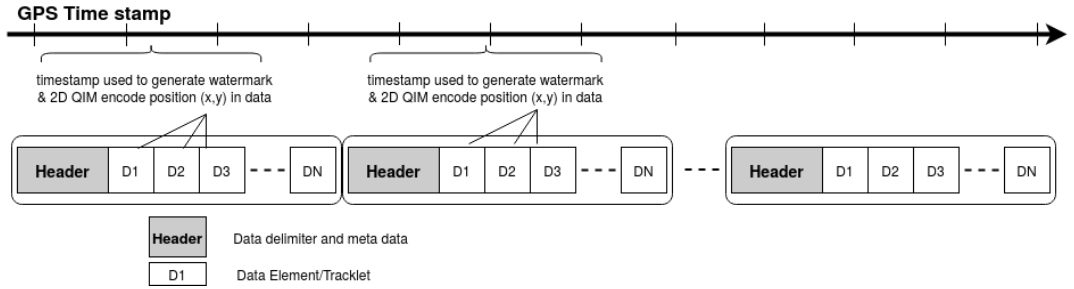 GPS Time stamp
timestamp used to generate watermark
& 2D QIM encode position (x,y) in data
timestamp used to generate watermark
& 2D QIM encode position (x,y) in data
Header D1 D2 D3 DN Header D1 D2 D3 DN Header D1 D2 D3 DN
Header Data delimiter and meta data
D1 Data Element/Tracklet